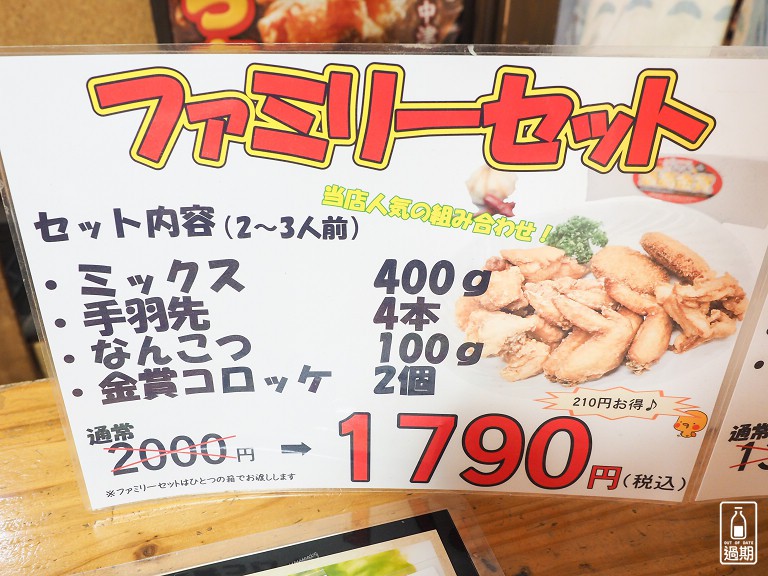 ファミリーセット
当店人気の組み合わせ！
セット内容(2〜3人前)
・ミックス 400g
・手羽先 4本
・なんこつ 100g
・金賞コロッケ 2個
210円お得♪
通常
2000円 → 1790円(税込)
※ファミリーセットはひとつの箱でお渡しします
通常
OUT OF DATE
過期